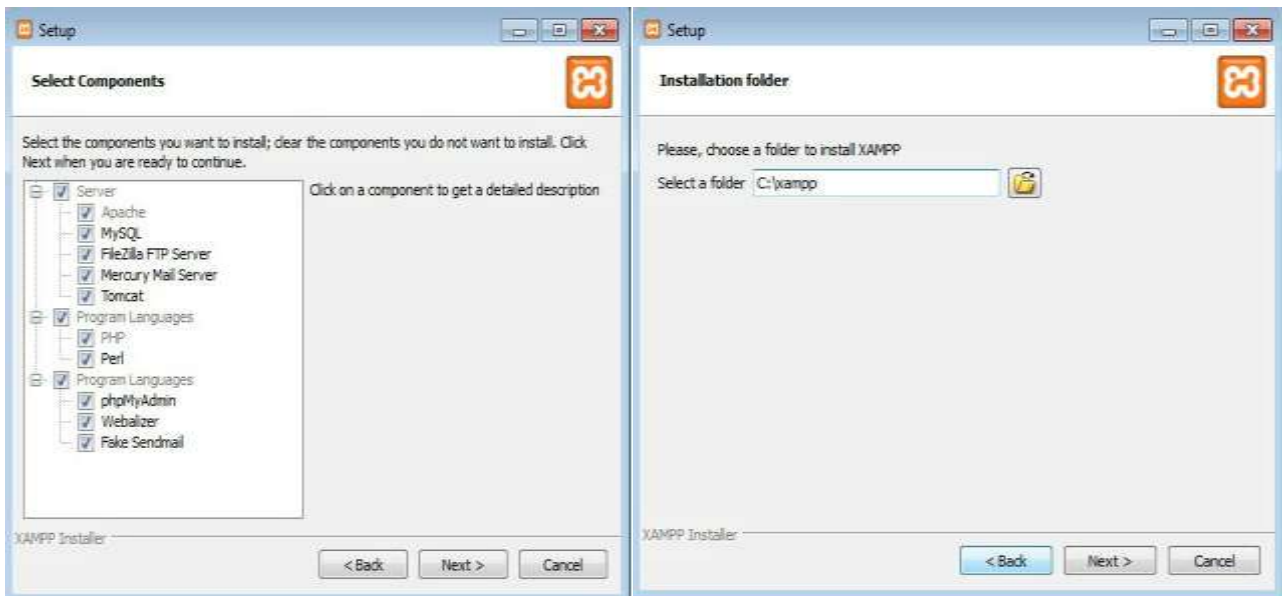 Setup
Select Components
Select the components you want to install; clear the components you do not want to install. Click
Next when you are ready to continue.
Server
Apache
MySQL
FileZilla FTP Server
Mercury Mail Server
Tomcat
Program Languages
PHP
Perl
Program Languages
phpMyAdmin
Webalizer
Fake Sendmail
Click on a component to get a detailed description
XAMPP Installer
< Back
Next >
Cancel
Setup
Installation folder
Please, choose a folder to install XAMPP
Select a folder C:\xampp
XAMPP Installer
< Back
Next >
Cancel